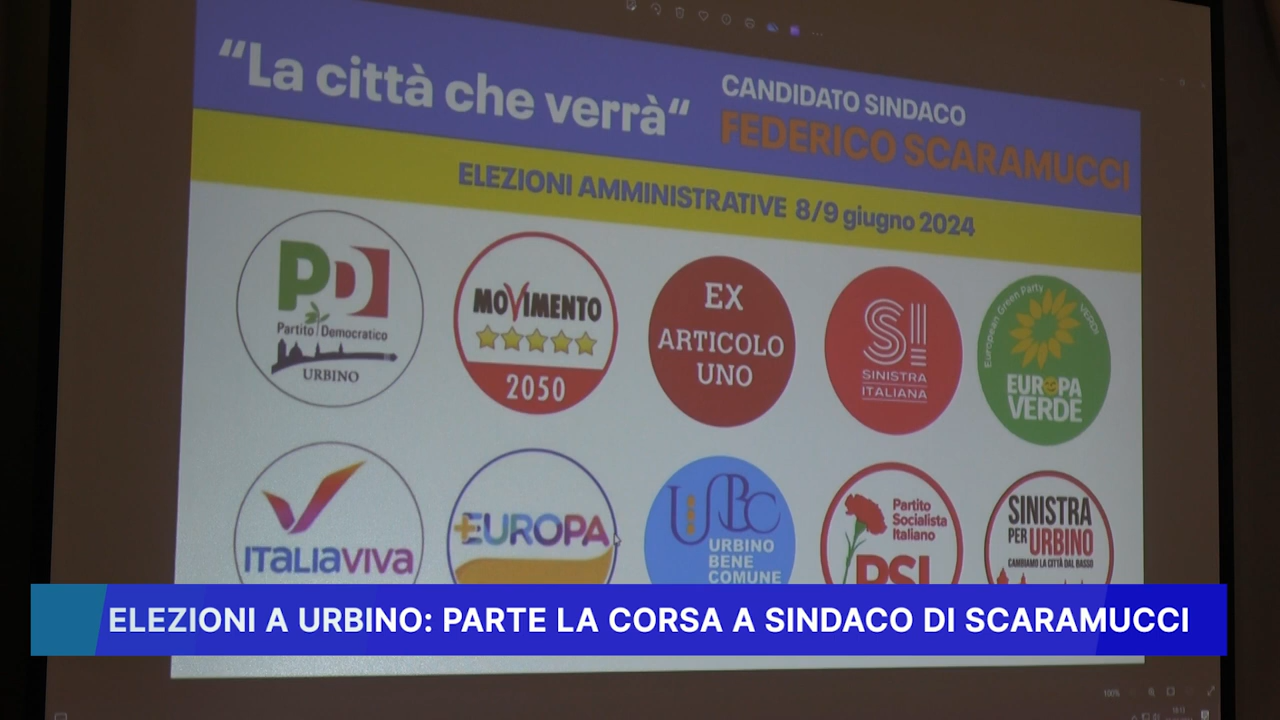 “La città che verrà“
CANDIDATO SINDACO
FEDERICO SCARAMUCCI
ELEZIONI AMMINISTRATIVE 8/9 giugno 2024
PD
Partito Democratico
URBINO
MOVIMENTO
2050
EX
ARTICOLO
UNO
SI
SINISTRA
ITALIANA
European Green Party
VERDI
EUROPA
VERDE
ITALIAVIVA
+EUROPA
UBC
URBINO
BENE
COMUNE
Partito
Socialista
Italiano
PSI
SINISTRA
PER URBINO
CAMBIAMO LA CITTÀ DAL BASSO
ELEZIONI A URBINO: PARTE LA CORSA A SINDACO DI SCARAMUCCI
100%